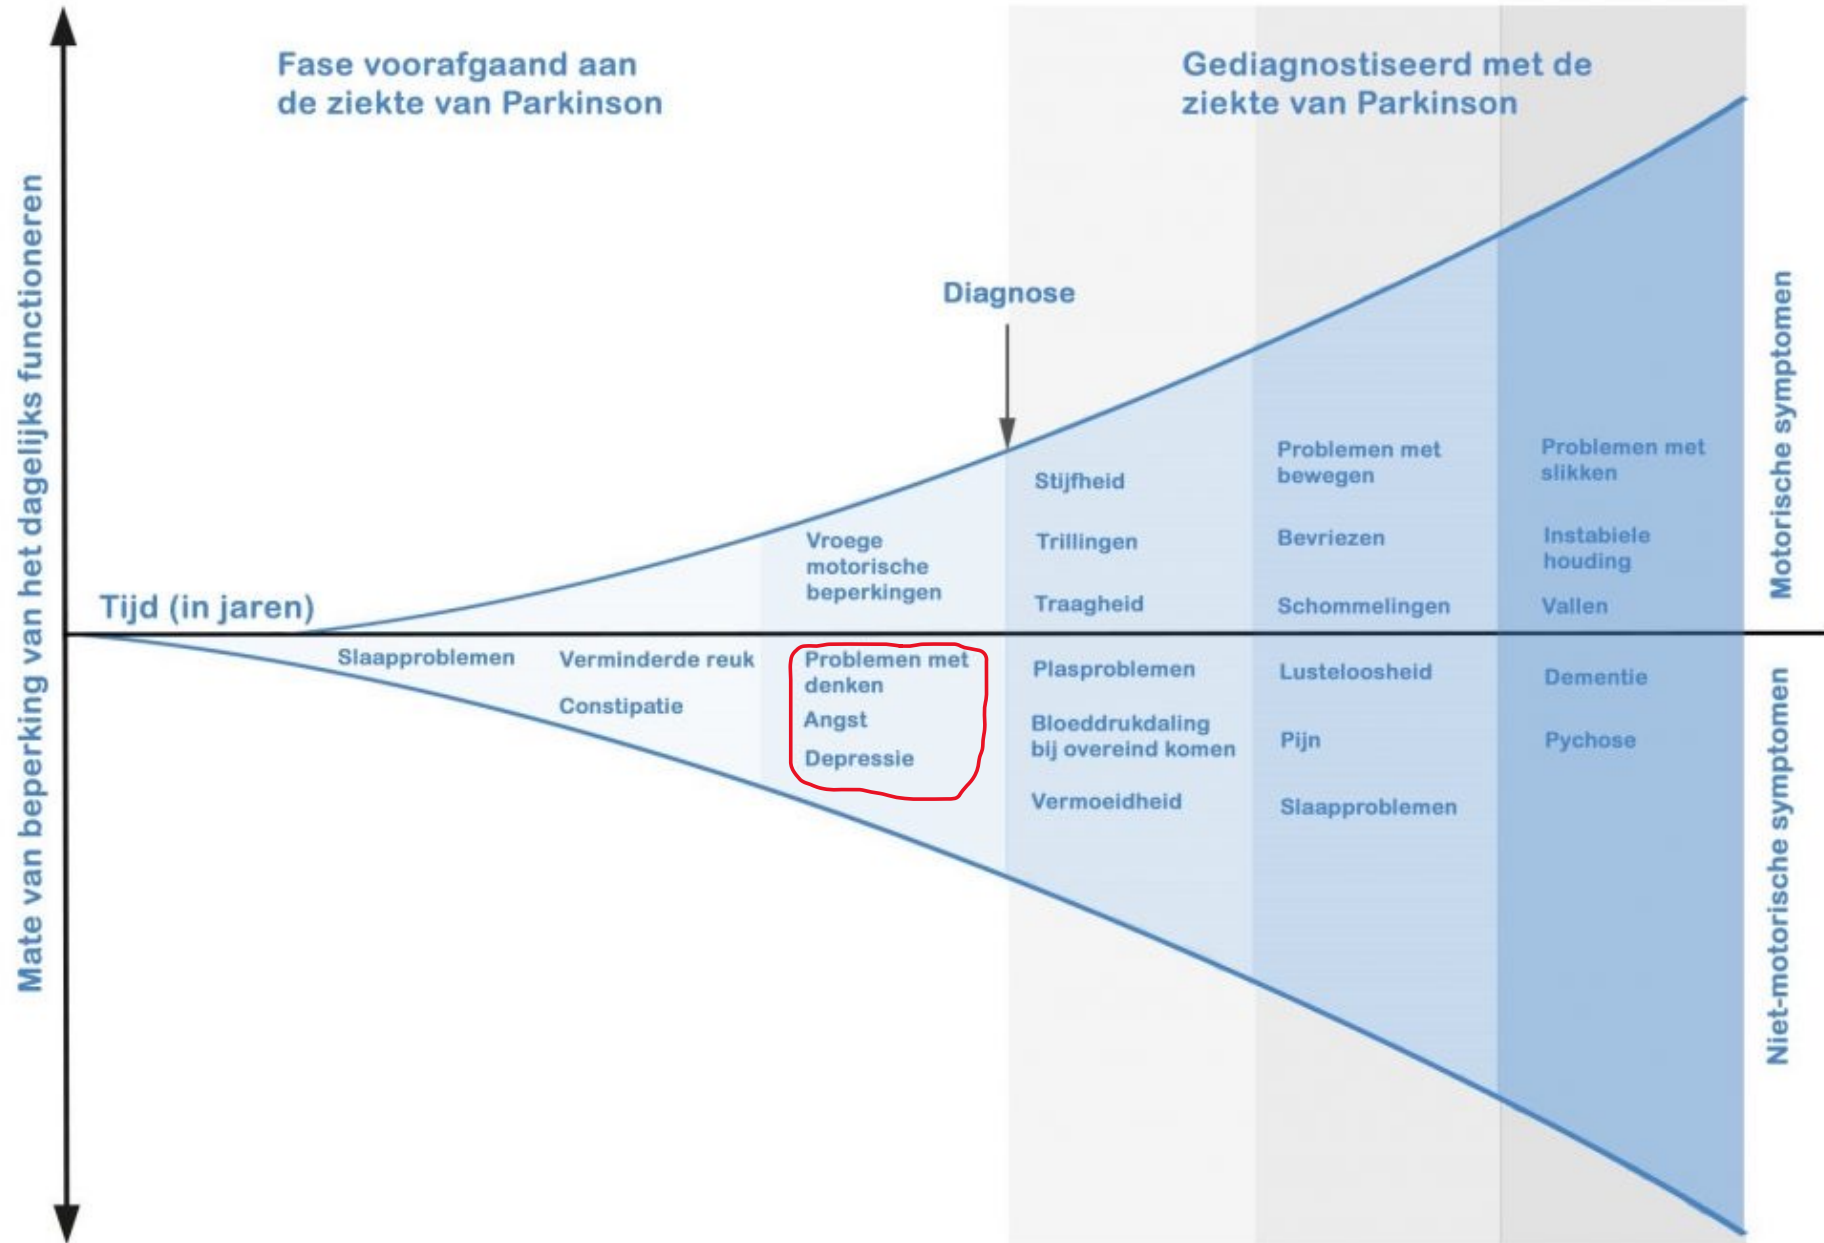 Fase voorafgaand aan
de ziekte van Parkinson
Gediagnostiseerd met de
ziekte van Parkinson
Mate van beperking van het dagelijks functioneren
Diagnose
Tijd (in jaren)
Vroege
motorische
beperkingen
Stijfheid
Trillingen
Traagheid
Problemen met
bewegen
Bevriezen
Schommelingen
Problemen met
slikken
Instabiele
houding
Vallen
Motorische symptomen
Slaapproblemen
Verminderde reuk
Constipatie
Problemen met
denken
Angst
Depressie
Plasproblemen
Bloeddrukdaling
bij overeind komen
Vermoeidheid
Lusteloosheid
Pijn
Slaapproblemen
Dementie
Pychose
Niet-motorische symptomen